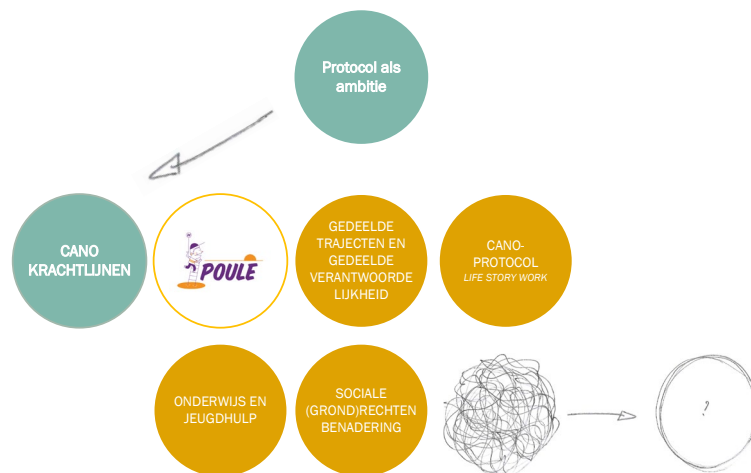 Protocol als
ambitie
CANO
KRACHTLIJNEN
POULE
GEDEELDE
TRAJECTEN EN
GEDEELDE
VERANTWOORDE
LIJKHEID
CANO-
PROTOCOL
LIFE STORY WORK
ONDERWIJS EN
JEUGDHULP
SOCIALE
(GROND)RECHTEN
BENADERING
?